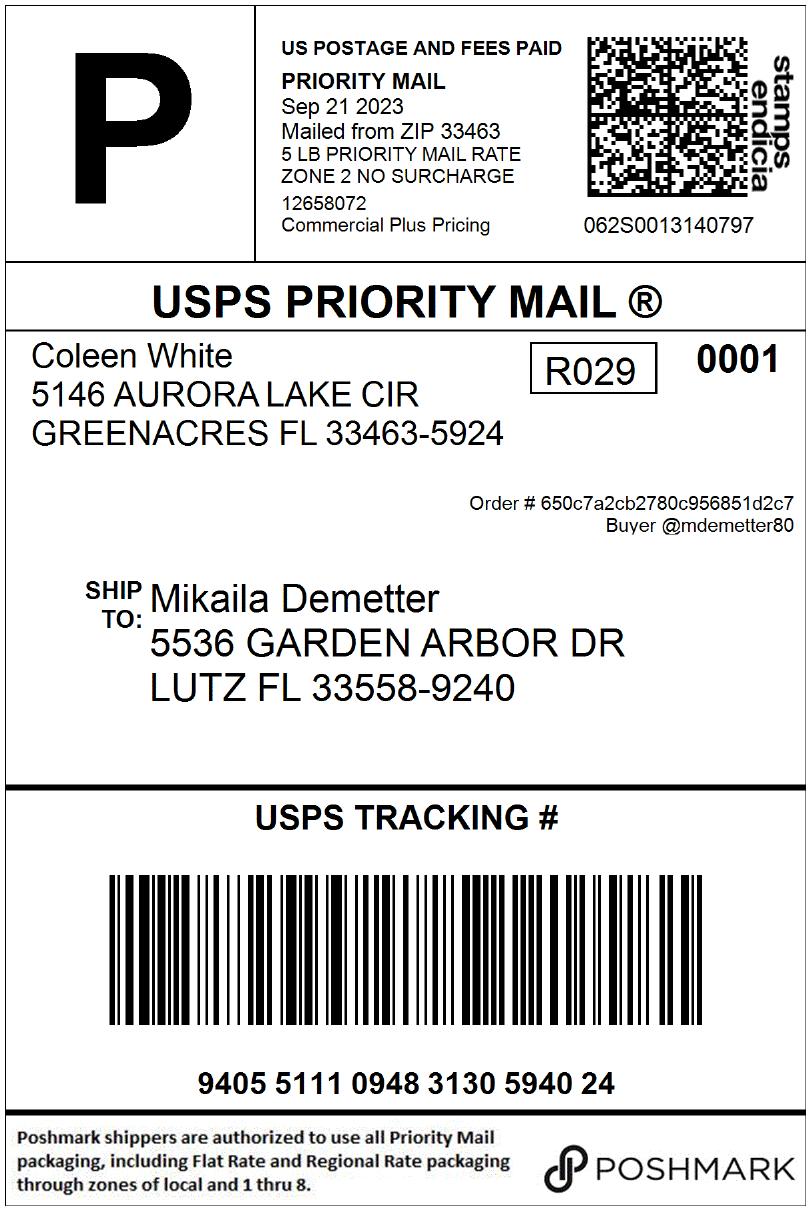 P
US POSTAGE AND FEES PAID
PRIORITY MAIL
Sep 21 2023
Mailed from ZIP 33463
5 LB PRIORITY MAIL RATE
ZONE 2 NO SURCHARGE
12658072
Commercial Plus Pricing
stamps
endicia
062S0013140797
USPS PRIORITY MAIL ®
Coleen White
5146 AURORA LAKE CIR
GREENACRES FL 33463-5924
R029
0001
Order # 650c7a2cb2780c956851d2c7
Buyer @mdemetter80
SHIP
TO:
Mikaila Demetter
5536 GARDEN ARBOR DR
LUTZ FL 33558-9240
USPS TRACKING #
9405 5111 0948 3130 5940 24
Poshmark shippers are authorized to use all Priority Mail
packaging, including Flat Rate and Regional Rate packaging
through zones of local and 1 thru 8.
POSHMARK